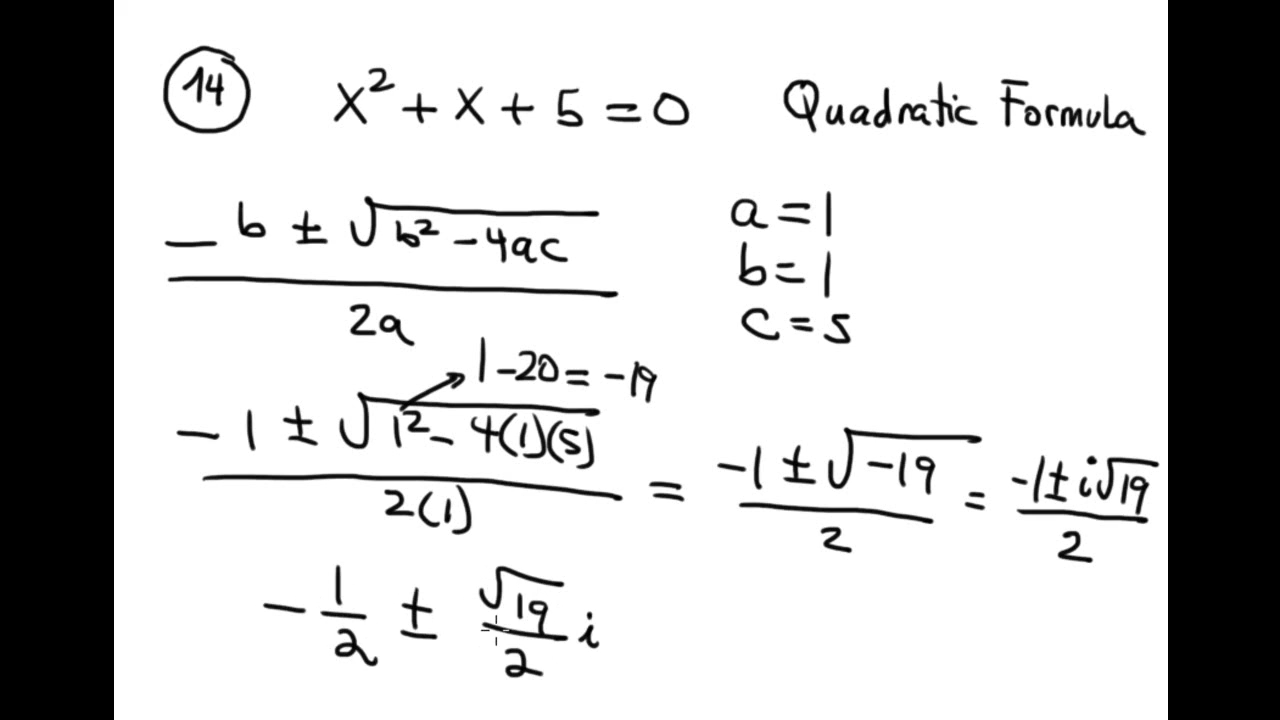 14 x² + x + 5 = 0 Quadratic Formula
(− b ± √(b² − 4ac)) / 2a
a = 1
b = 1
c = 5
1 − 20 = −19
(− 1 ± √(1² − 4(1)(5))) / 2(1) = (−1 ± √(−19)) / 2 = (−1 ± i√19) / 2
− 1/2 ± √19/2 i